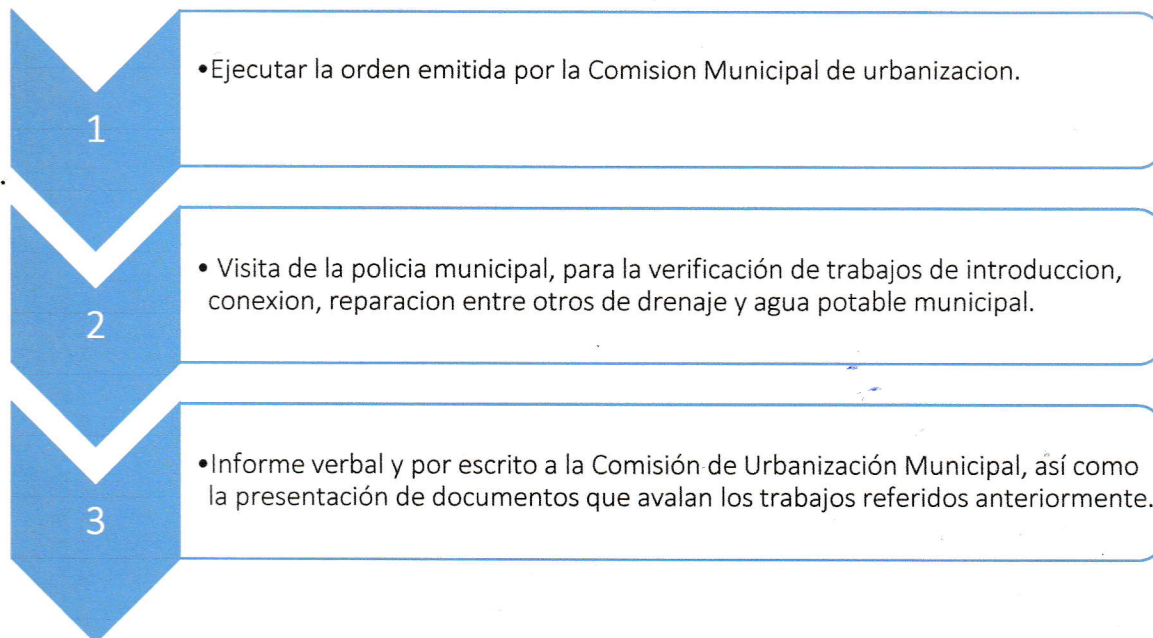 1
•Ejecutar la orden emitida por la Comision Municipal de urbanizacion.
2
• Visita de la policia municipal, para la verificación de trabajos de introduccion,
conexion, reparacion entre otros de drenaje y agua potable municipal.
3
•Informe verbal y por escrito a la Comisión de Urbanización Municipal, así como
la presentación de documentos que avalan los trabajos referidos anteriormente.